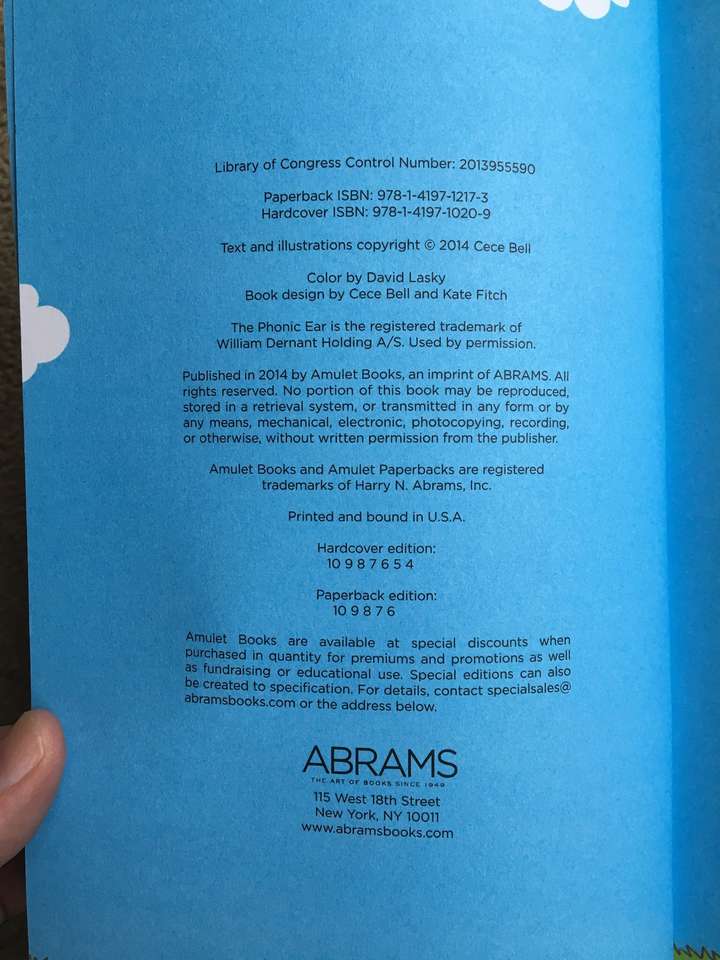 Library of Congress Control Number: 2013955590
Paperback ISBN: 978-1-4197-1217-3
Hardcover ISBN: 978-1-4197-1020-9
Text and illustrations copyright © 2014 Cece Bell
Color by David Lasky
Book design by Cece Bell and Kate Fitch
The Phonic Ear is the registered trademark of
William Dernant Holding A/S. Used by permission.
Published in 2014 by Amulet Books, an imprint of ABRAMS. All
rights reserved. No portion of this book may be reproduced,
stored in a retrieval system, or transmitted in any form or by
any means, mechanical, electronic, photocopying, recording,
or otherwise, without written permission from the publisher.
Amulet Books and Amulet Paperbacks are registered
trademarks of Harry N. Abrams, Inc.
Printed and bound in U.S.A.
Hardcover edition:
10 9 8 7 6 5 4
Paperback edition:
10 9 8 7 6
Amulet Books are available at special discounts when
purchased in quantity for premiums and promotions as well
as fundraising or educational use. Special editions can also
be created to specification. For details, contact specialsales@
abramsbooks.com or the address below.
ABRAMS
THE ART OF BOOKS SINCE 1949
115 West 18th Street
New York, NY 10011
www.abramsbooks.com